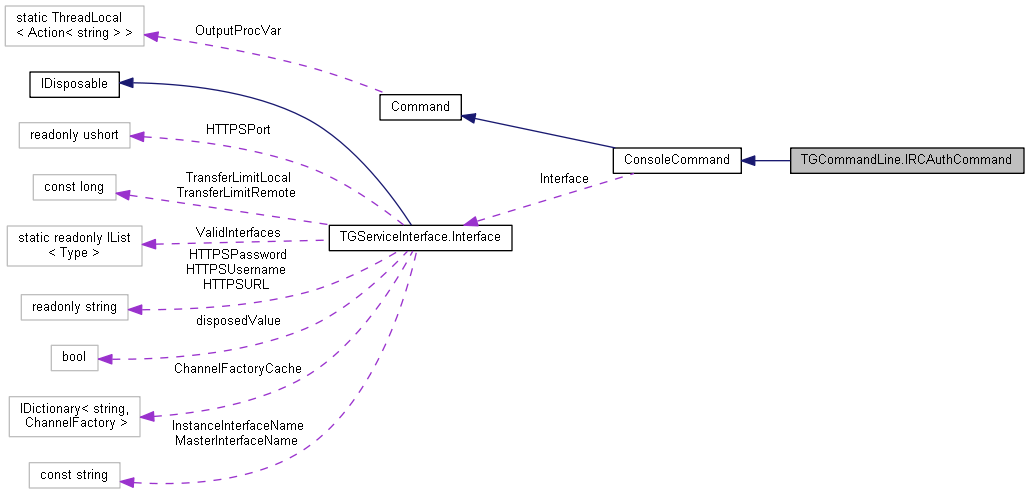 static ThreadLocal
< Action< string > >
OutputProcVar
IDisposable
Command
readonly ushort
HTTPSPort
ConsoleCommand
TGCommandLine.IRCAuthCommand
const long
TransferLimitLocal
TransferLimitRemote
Interface
static readonly IList
< Type >
ValidInterfaces
TGServiceInterface.Interface
HTTPSPassword
HTTPSUsername
HTTPSURL
readonly string
disposedValue
bool
ChannelFactoryCache
IDictionary< string,
ChannelFactory >
InstanceInterfaceName
MasterInterfaceName
const string